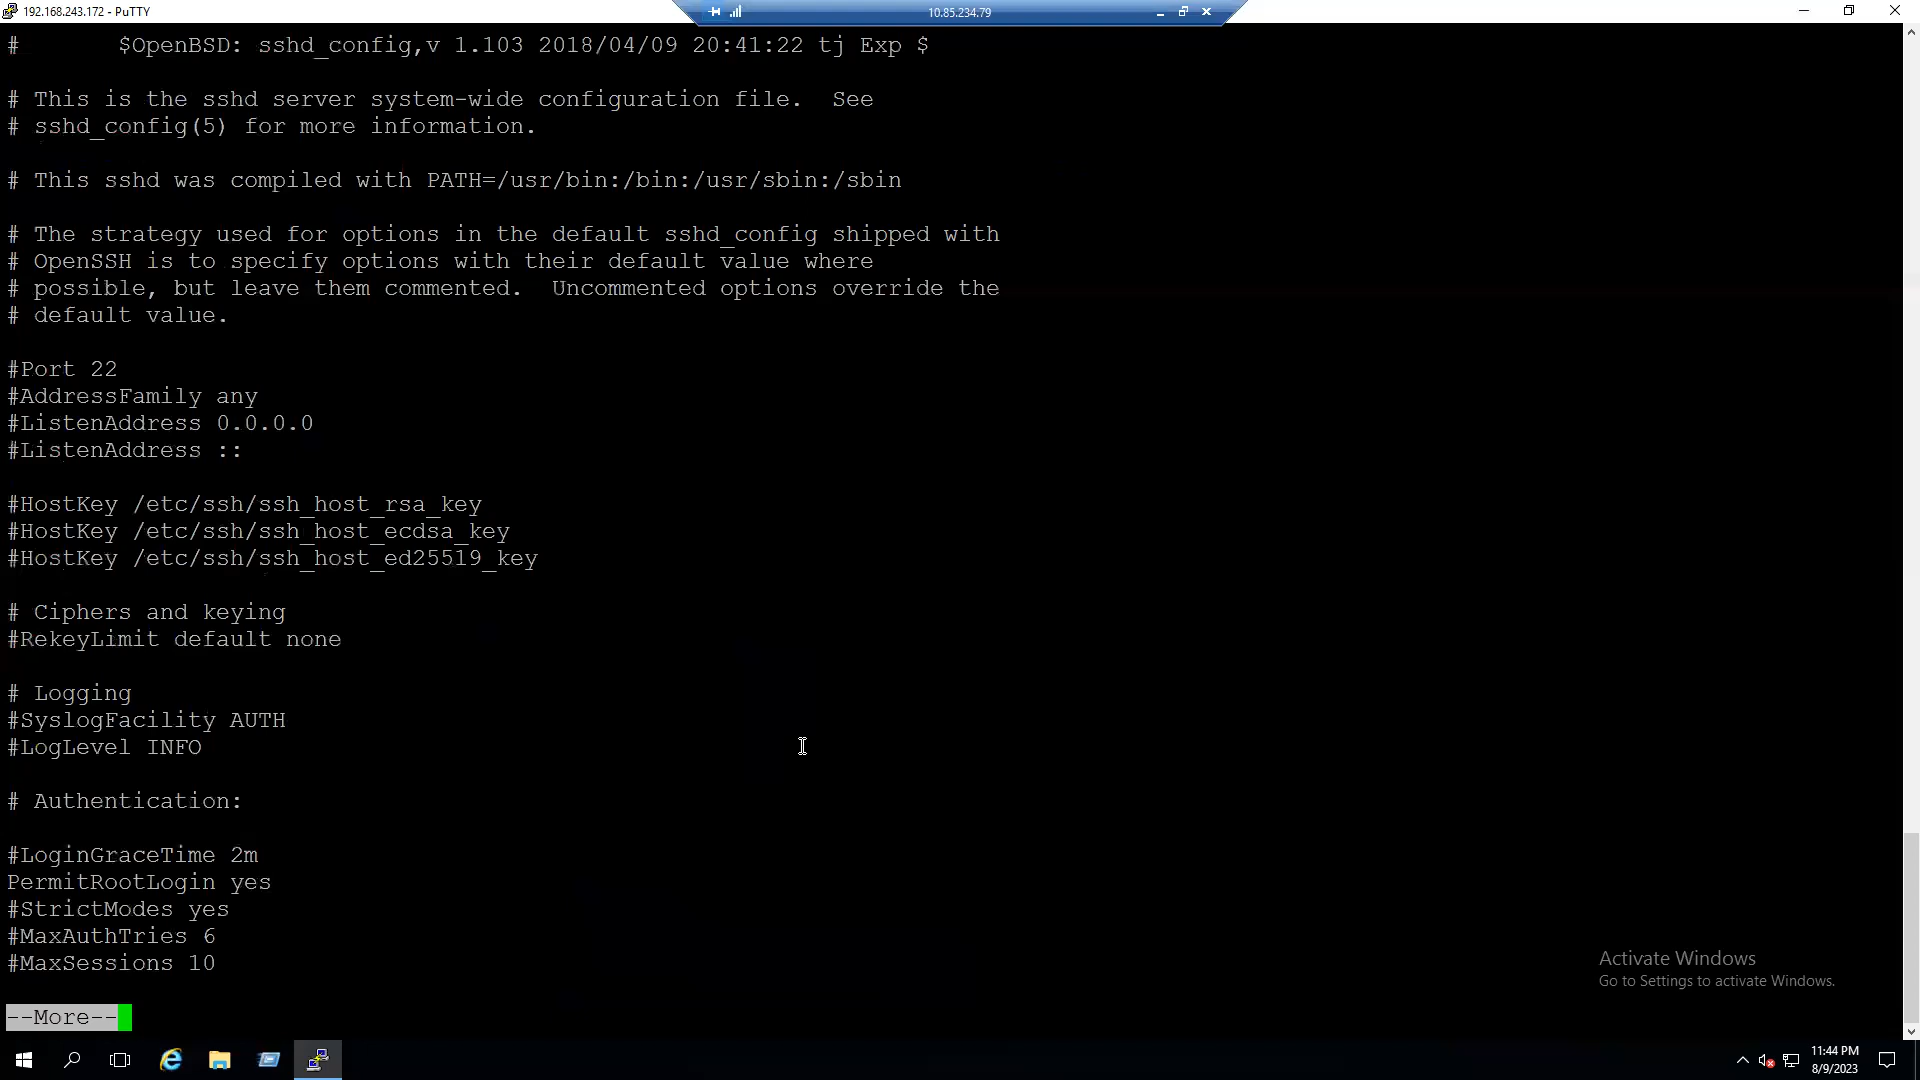 192.168.243.172 - PuTTY
10.85.234.79
#       $OpenBSD: sshd_config,v 1.103 2018/04/09 20:41:22 tj Exp $
# This is the sshd server system-wide configuration file.  See
# sshd_config(5) for more information.
# This sshd was compiled with PATH=/usr/bin:/bin:/usr/sbin:/sbin
# The strategy used for options in the default sshd_config shipped with
# OpenSSH is to specify options with their default value where
# possible, but leave them commented.  Uncommented options override the
# default value.
#Port 22
#AddressFamily any
#ListenAddress 0.0.0.0
#ListenAddress ::
#HostKey /etc/ssh/ssh_host_rsa_key
#HostKey /etc/ssh/ssh_host_ecdsa_key
#HostKey /etc/ssh/ssh_host_ed25519_key
# Ciphers and keying
#RekeyLimit default none
# Logging
#SyslogFacility AUTH
#LogLevel INFO
# Authentication:
#LoginGraceTime 2m
PermitRootLogin yes
#StrictModes yes
#MaxAuthTries 6
#MaxSessions 10
--More--
Activate Windows
Go to Settings to activate Windows.
11:44 PM
8/9/2023